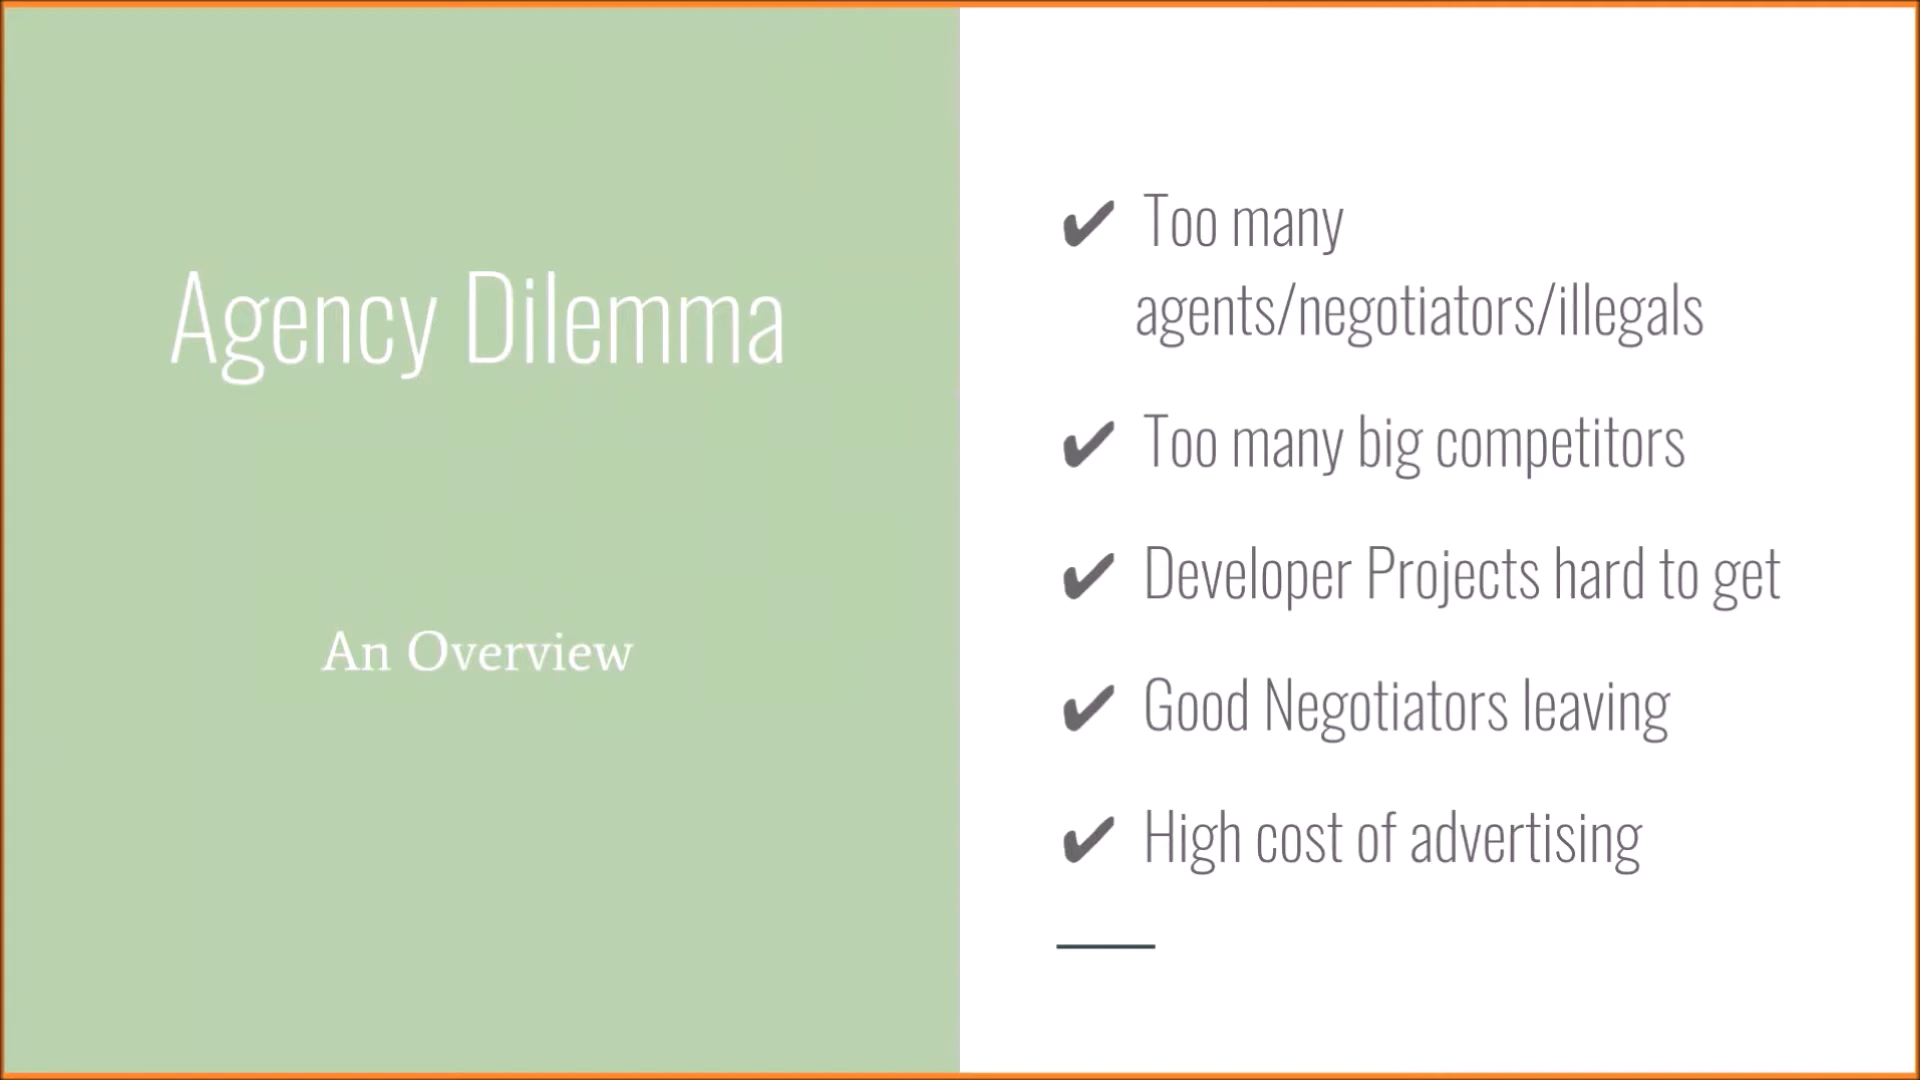 Agency Dilemma
An Overview
✔ Too many
agents/negotiators/illegals
✔ Too many big competitors
✔ Developer Projects hard to get
✔ Good Negotiators leaving
✔ High cost of advertising